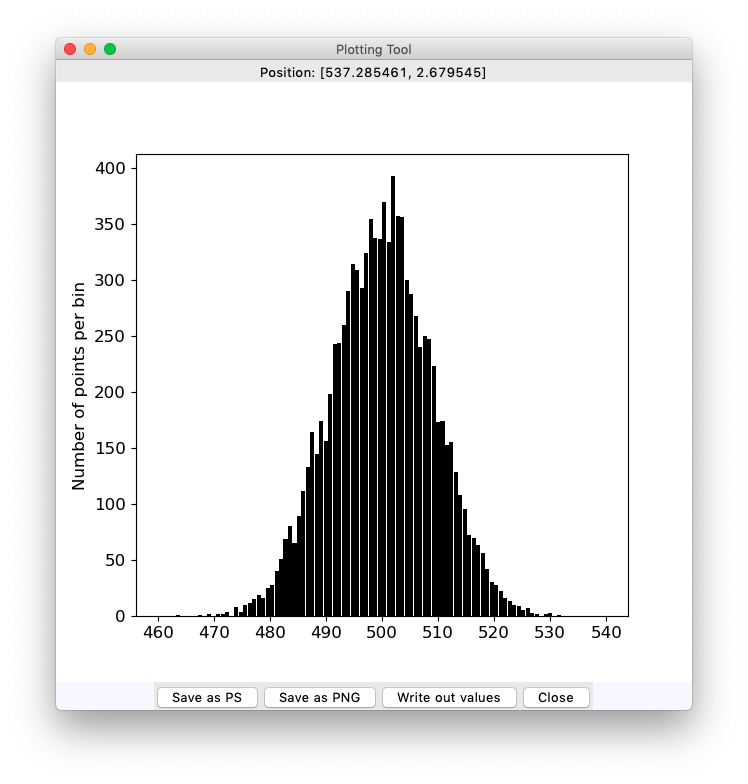 Plotting Tool
Position: [537.285461, 2.679545]
400
350
300
250
200
150
100
50
0
Number of points per bin
460 470 480 490 500 510 520 530 540
Save as PS Save as PNG Write out values Close